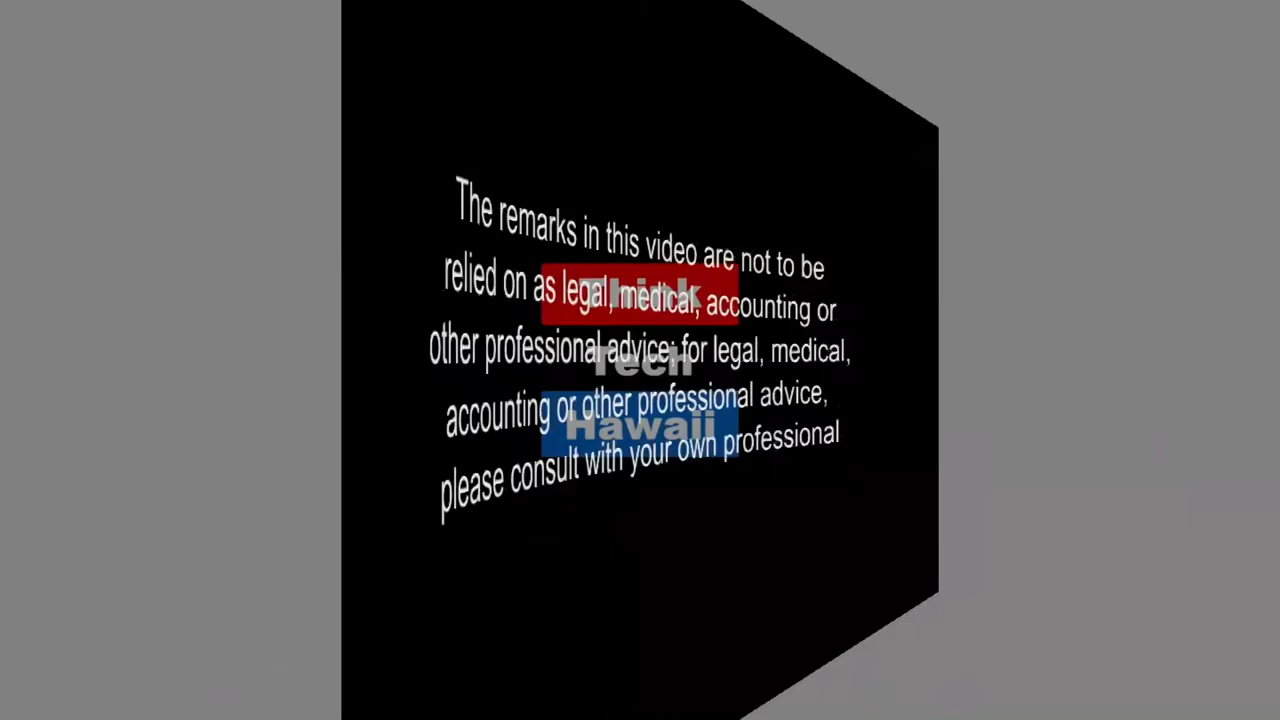 The remarks in this video are not to be
relied on as legal, medical, accounting or
other professional advice; for legal, medical,
accounting or other professional advice,
please consult with your own professional
Think
Tech
Hawaii